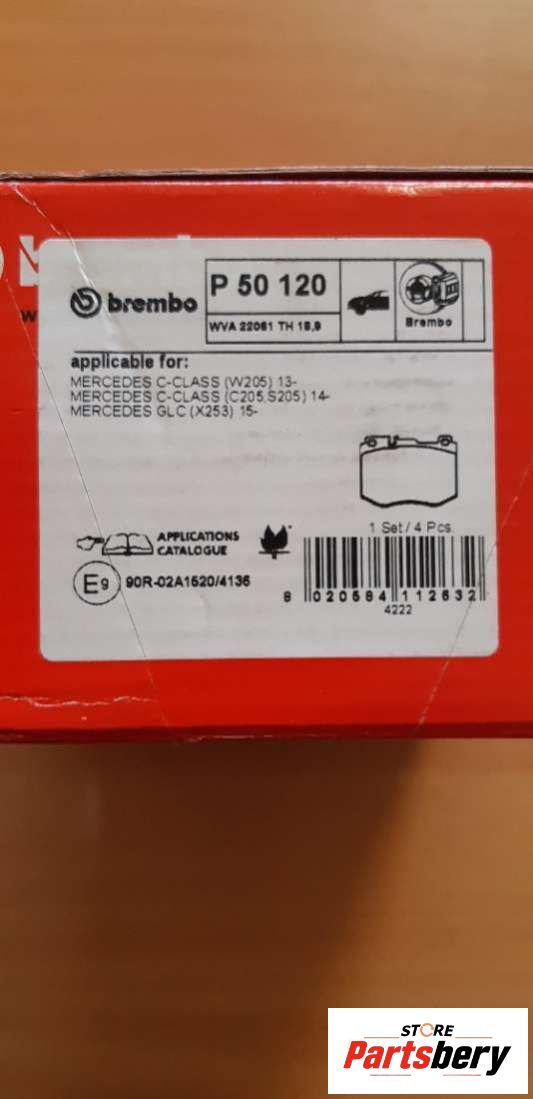 brembo
P 50 120
WVA 22061 TH 18,9
Brembo
applicable for:
MERCEDES C-CLASS (W205) 13-
MERCEDES C-CLASS (C205,S205) 14-
MERCEDES GLC (X253) 15-
1 Set / 4 Pcs.
APPLICATIONS
CATALOGUE
E9
90R-02A1520/4136
8 020584 112632
4222
STORE
Partsbery